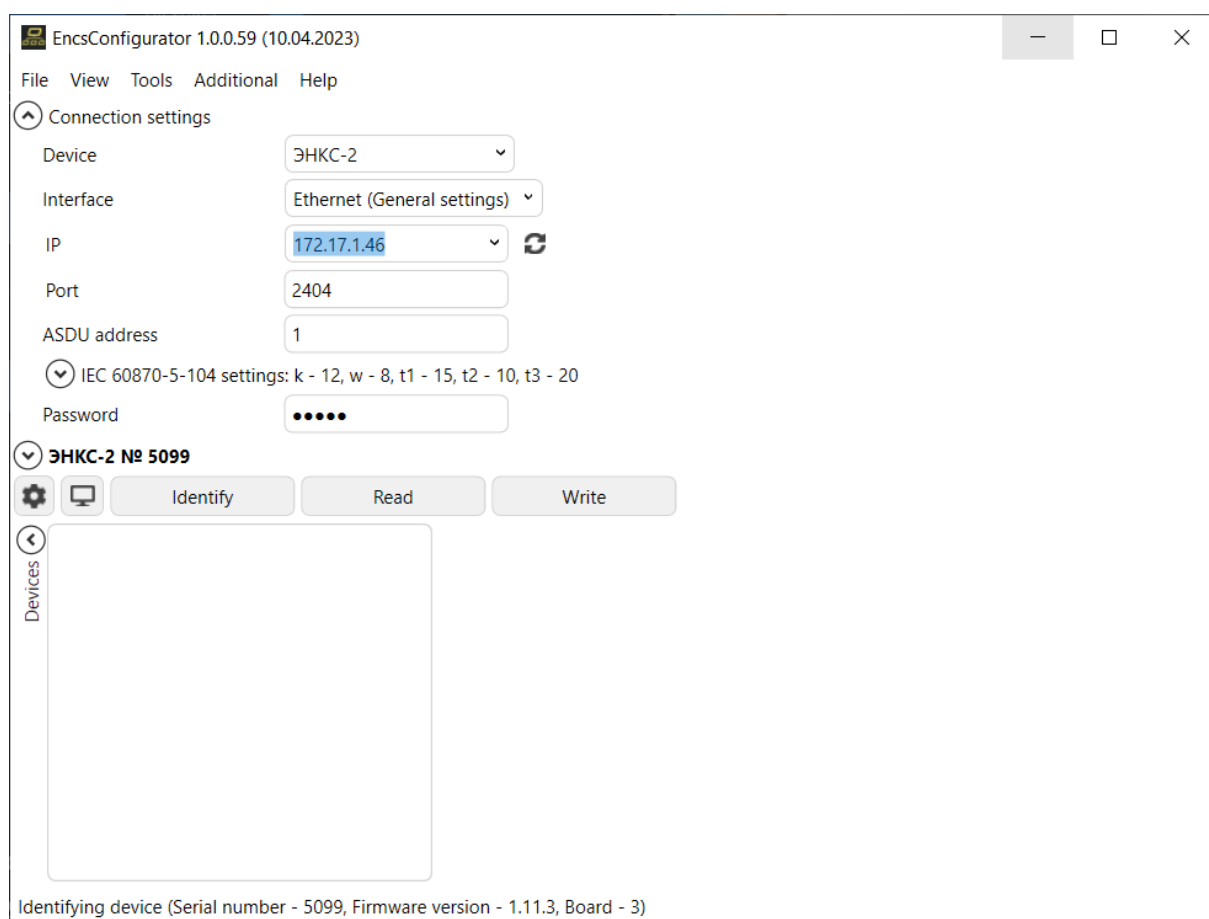 EncsConfigurator 1.0.0.59 (10.04.2023)
File View Tools Additional Help
Connection settings
Device ЭНКС-2
Interface Ethernet (General settings)
IP 172.17.1.46
Port 2404
ASDU address 1
IEC 60870-5-104 settings: k - 12, w - 8, t1 - 15, t2 - 10, t3 - 20
Password •••••
ЭНКС-2 № 5099
Identify Read Write
Devices
Identifying device (Serial number - 5099, Firmware version - 1.11.3, Board - 3)